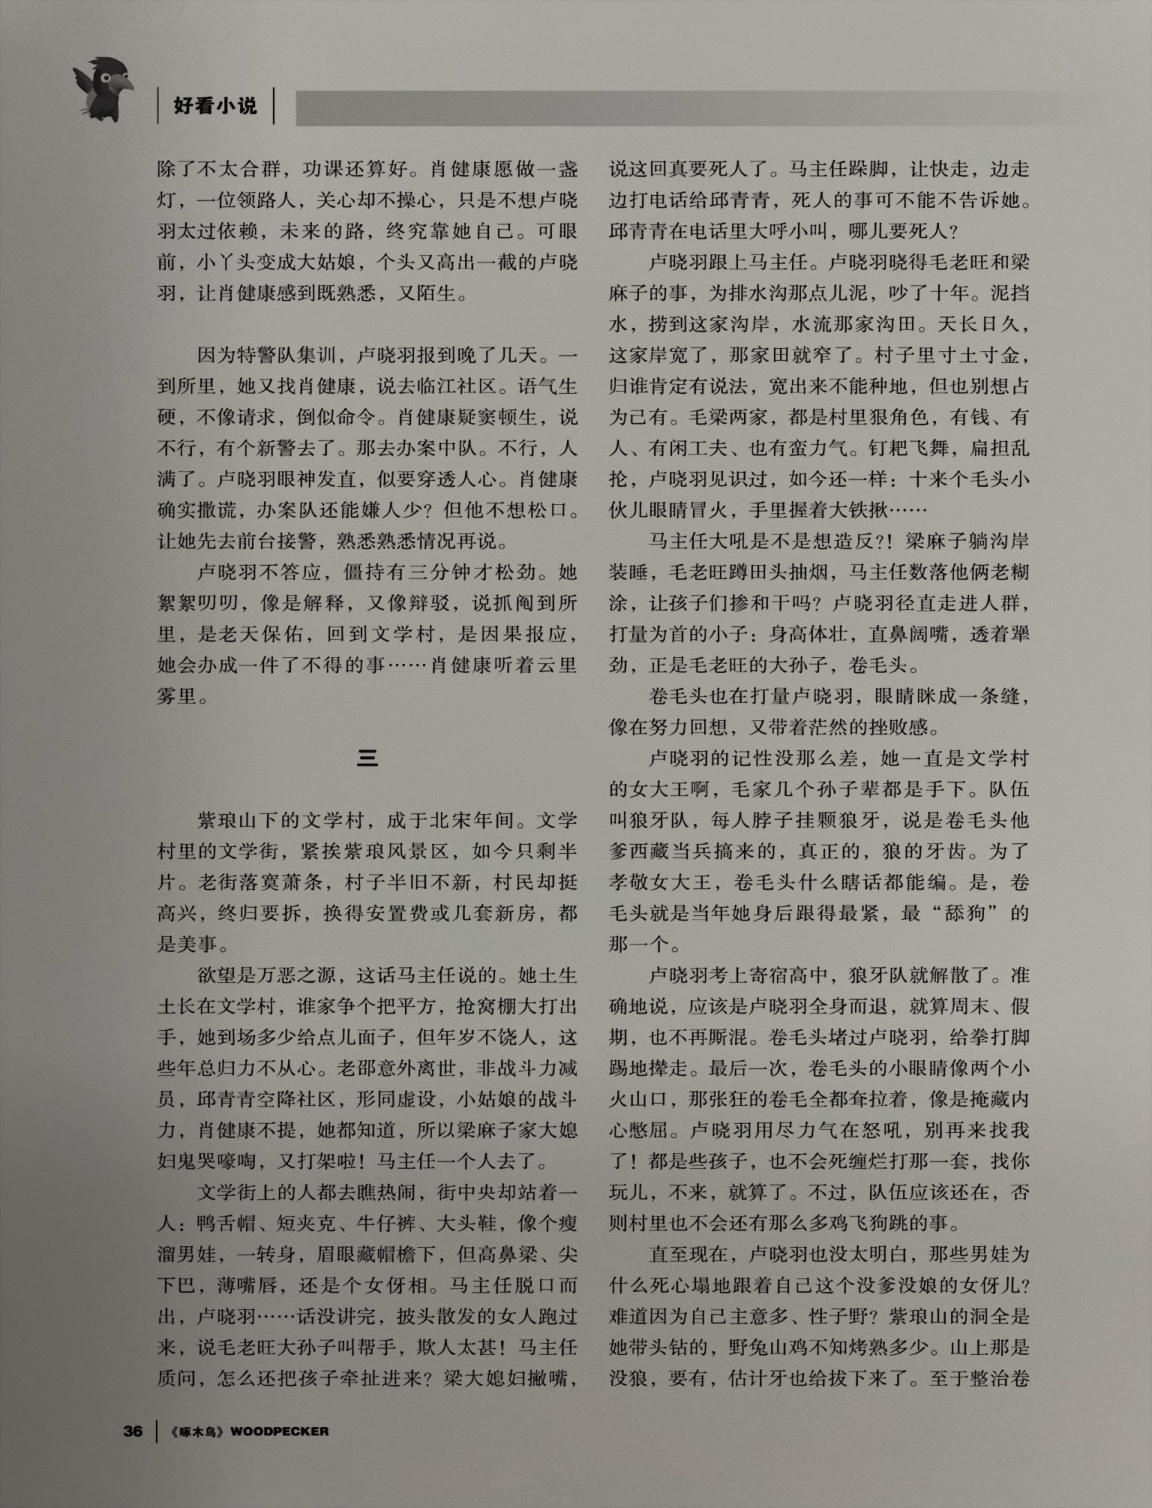 好看小说
除了不太合群，功课还算好。肖健康愿做一盏
灯，一位领路人，关心却不操心，只是不想卢晓
羽太过依赖，未来的路，终究靠她自己。可眼
前，小丫头变成大姑娘，个头又高出一截的卢晓
羽，让肖健康感到既熟悉，又陌生。
因为特警队集训，卢晓羽报到晚了几天。一
到所里，她又找肖健康，说去临江社区。语气生
硬，不像请求，倒似命令。肖健康疑窦顿生，说
不行，有个新警去了。那去办案中队。不行，人
满了。卢晓羽眼神发直，似要穿透人心。肖健康
确实撒谎，办案队还能嫌人少？但他不想松口。
让她先去前台接警，熟悉熟悉情况再说。
卢晓羽不答应，僵持有三分钟才松劲。她
絮絮叨叨，像是解释，又像辩驳，说抓阄到所
里，是老天保佑，回到文学村，是因果报应，
她会办成一件了不得的事……肖健康听着云里
雾里。
三
紫琅山下的文学村，成于北宋年间。文学
村里的文学街，紧挨紫琅风景区，如今只剩半
片。老街落寞萧条，村子半旧不新，村民却挺
高兴，终归要拆，换得安置费或几套新房，都
是美事。
欲望是万恶之源，这话马主任说的。她土生
土长在文学村，谁家争个把平方，抢窝棚大打出
手，她到场多少给点儿面子，但年岁不饶人，这
些年总归力不从心。老邵意外离世，非战斗力减
员，邱青青空降社区，形同虚设，小姑娘的战斗
力，肖健康不提，她都知道，所以梁麻子家大媳
妇鬼哭嚎啕，又打架啦！马主任一个人去了。
文学街上的人都去瞧热闹，街中央却站着一
人：鸭舌帽、短夹克、牛仔裤、大头鞋，像个瘦
溜男娃，一转身，眉眼藏帽檐下，但高鼻梁、尖
下巴，薄嘴唇，还是个女伢相。马主任脱口而
出，卢晓羽……话没讲完，披头散发的女人跑过
来，说毛老旺大孙子叫帮手，欺人太甚！马主任
质问，怎么还把孩子牵扯进来？梁大媳妇撇嘴，
说这回真要死人了。马主任跺脚，让快走，边走
边打电话给邱青青，死人的事可不能不告诉她。
邱青青在电话里大呼小叫，哪儿要死人？
卢晓羽跟上马主任。卢晓羽晓得毛老旺和梁
麻子的事，为排水沟那点儿泥，吵了十年。泥挡
水，捞到这家沟岸，水流那家沟田。天长日久，
这家岸宽了，那家田就窄了。村子里寸土寸金，
归谁肯定有说法，宽出来不能种地，但也别想占
为己有。毛梁两家，都是村里狠角色，有钱、有
人、有闲工夫、也有蛮力气。钉耙飞舞，扁担乱
抡，卢晓羽见识过，如今还一样：十来个毛头小
伙儿眼睛冒火，手里握着大铁揪……
马主任大吼是不是想造反?！梁麻子躺沟岸
装睡，毛老旺蹲田头抽烟，马主任数落他俩老糊
涂，让孩子们掺和干吗？卢晓羽径直走进人群，
打量为首的小子：身高体壮，直鼻阔嘴，透着犟
劲，正是毛老旺的大孙子，卷毛头。
卷毛头也在打量卢晓羽，眼睛眯成一条缝，
像在努力回想，又带着茫然的挫败感。
卢晓羽的记性没那么差，她一直是文学村
的女大王啊，毛家几个孙子辈都是手下。队伍
叫狼牙队，每人脖子挂颗狼牙，说是卷毛头他
爹西藏当兵搞来的，真正的，狼的牙齿。为了
孝敬女大王，卷毛头什么瞎话都能编。是，卷
毛头就是当年她身后跟得最紧，最“舔狗”的
那一个。
卢晓羽考上寄宿高中，狼牙队就解散了。准
确地说，应该是卢晓羽全身而退，就算周末、假
期，也不再厮混。卷毛头堵过卢晓羽，给拳打脚
踢地撵走。最后一次，卷毛头的小眼睛像两个小
火山口，那张狂的卷毛全都耷拉着，像是掩藏内
心憋屈。卢晓羽用尽力气在怒吼，别再来找我
了！都是些孩子，也不会死缠烂打那一套，找你
玩儿，不来，就算了。不过，队伍应该还在，否
则村里也不会还有那么多鸡飞狗跳的事。
直至现在，卢晓羽也没太明白，那些男娃为
什么死心塌地跟着自己这个没爹没娘的女伢儿？
难道因为自己主意多、性子野？紫琅山的洞全是
她带头钻的，野兔山鸡不知烤熟多少。山上那是
没狼，要有，估计牙也给拔下来了。至于整治卷
36 《啄木鸟》WOODPECKER